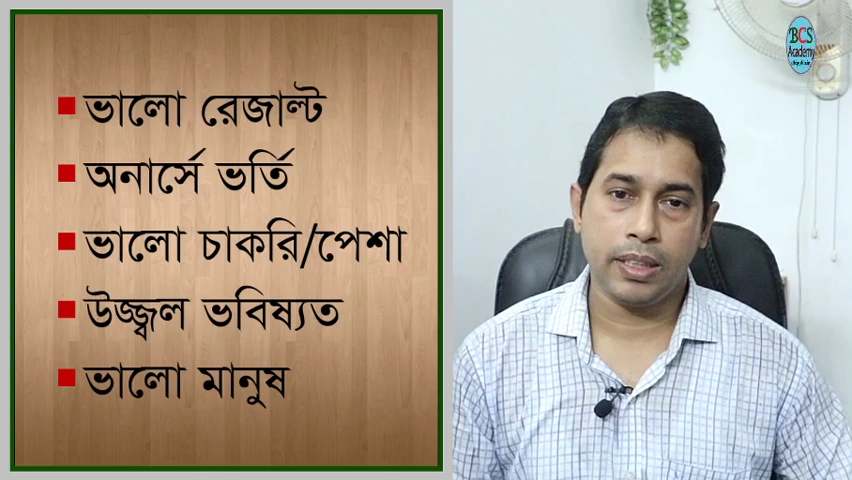 ভালো রেজাল্ট
অনার্সে ভর্তি
ভালো চাকরি/পেশা
উজ্জ্বল ভবিষ্যত
ভালো মানুষ
BCS
Academy